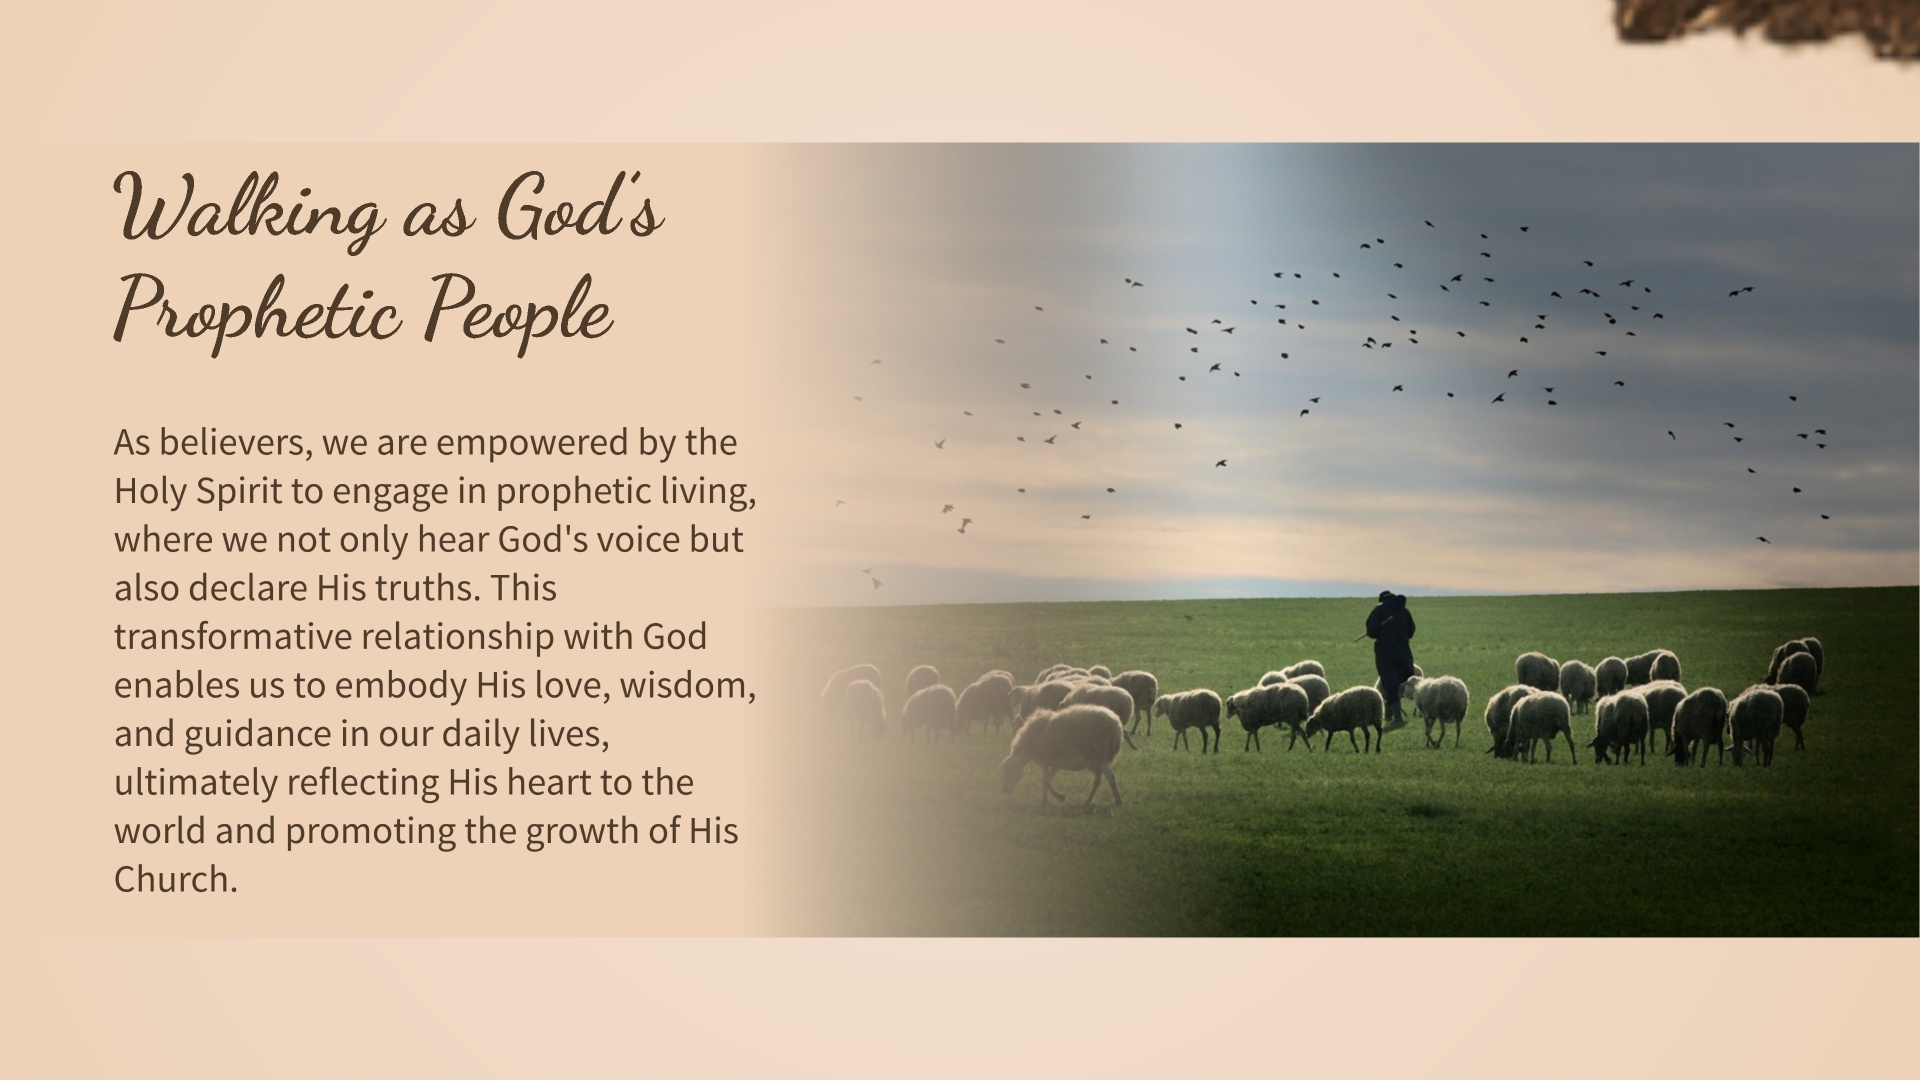 Walking as God's
Prophetic People
As believers, we are empowered by the
Holy Spirit to engage in prophetic living,
where we not only hear God's voice but
also declare His truths. This
transformative relationship with God
enables us to embody His love, wisdom,
and guidance in our daily lives,
ultimately reflecting His heart to the
world and promoting the growth of His
Church.